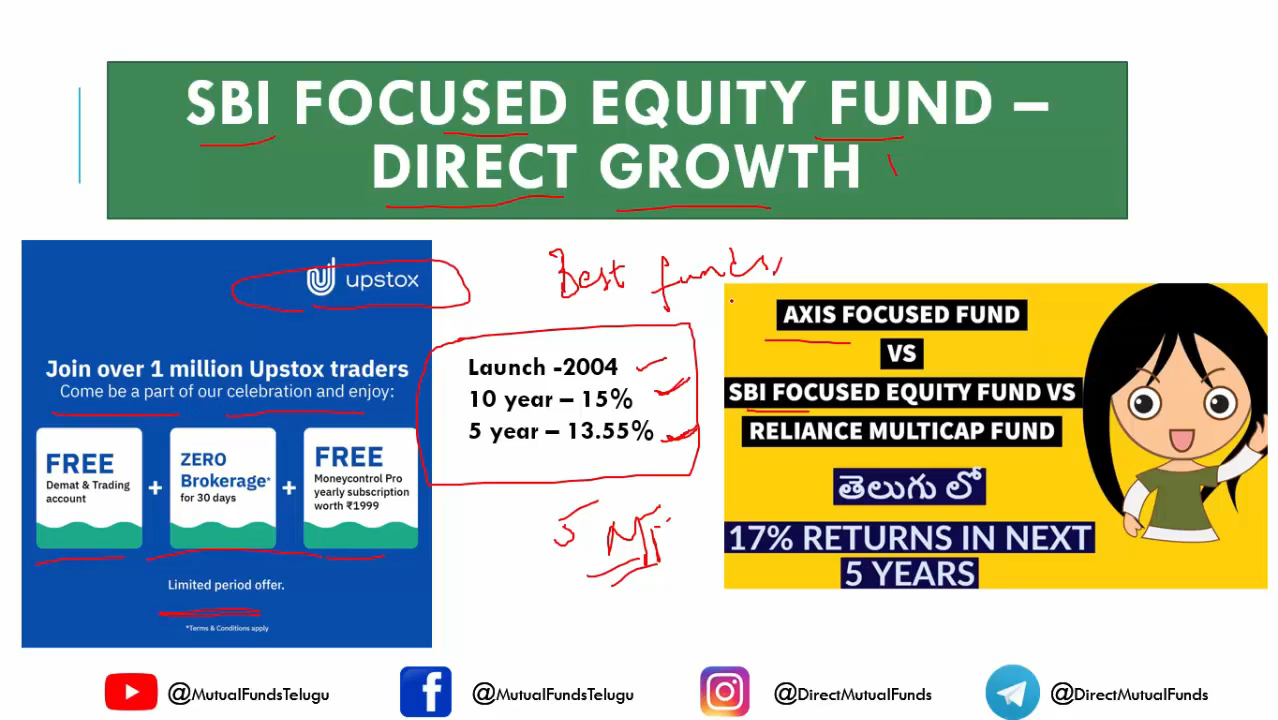 SBI FOCUSED EQUITY FUND –
DIRECT GROWTH
upstox
Join over 1 million Upstox traders
Come be a part of our celebration and enjoy:
FREE
Demat & Trading
account
+
ZERO
Brokerage*
for 30 days
+
FREE
Moneycontrol Pro
yearly subscription
worth ₹1999
Limited period offer.
*Terms & Conditions apply
Best funds,
Launch -2004
10 year – 15%
5 year – 13.55%
5
AXIS FOCUSED FUND
VS
SBI FOCUSED EQUITY FUND VS
RELIANCE MULTICAP FUND
తెలుగు లో
17% RETURNS IN NEXT
5 YEARS
@MutualFundsTelugu
@MutualFundsTelugu
@DirectMutualFunds
@DirectMutualFunds